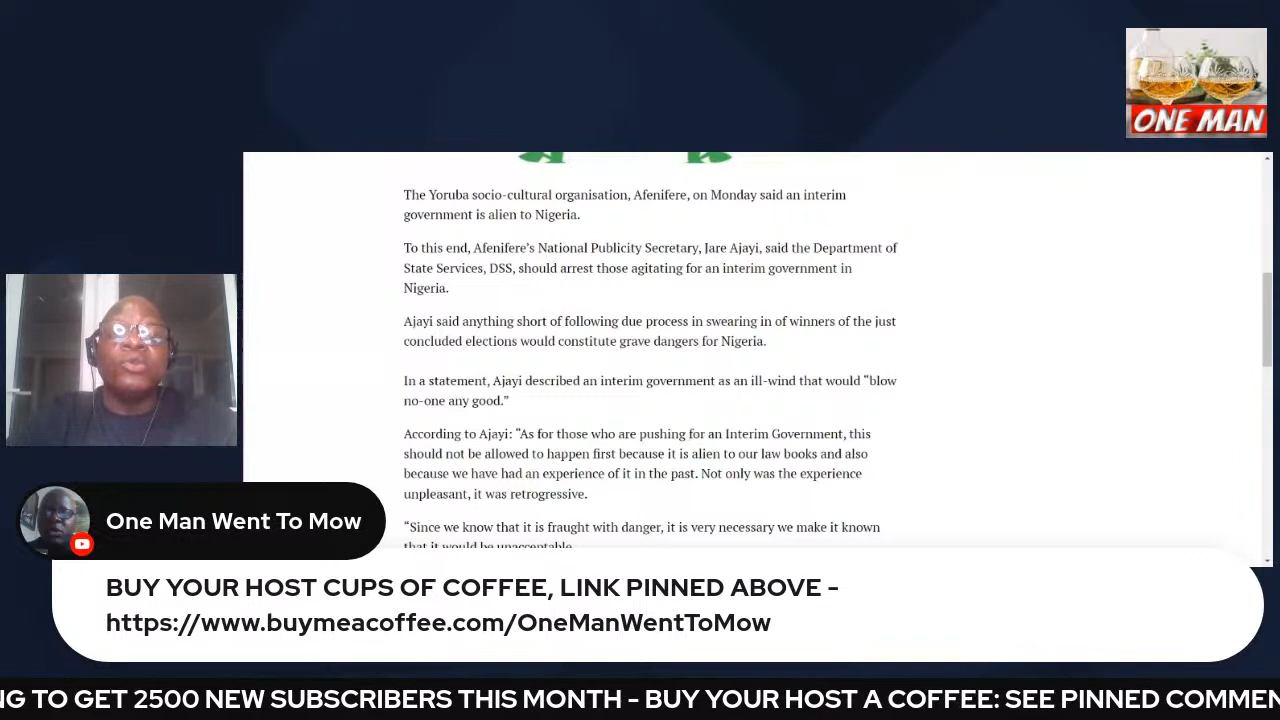 ONE MAN
The Yoruba socio-cultural organisation, Afenifere, on Monday said an interim
government is alien to Nigeria.
To this end, Afenifere's National Publicity Secretary, Jare Ajayi, said the Department of
State Services, DSS, should arrest those agitating for an interim government in
Nigeria.
Ajayi said anything short of following due process in swearing in of winners of the just
concluded elections would constitute grave dangers for Nigeria.
In a statement, Ajayi described an interim government as an ill-wind that would “blow
no-one any good.”
According to Ajayi: “As for those who are pushing for an Interim Government, this
should not be allowed to happen first because it is alien to our law books and also
because we have had an experience of it in the past. Not only was the experience
unpleasant, it was retrogressive.
“Since we know that it is fraught with danger, it is very necessary we make it known
that it would be unacceptable
One Man Went To Mow
BUY YOUR HOST CUPS OF COFFEE, LINK PINNED ABOVE -
https://www.buymeacoffee.com/OneManWentToMow
NG TO GET 2500 NEW SUBSCRIBERS THIS MONTH - BUY YOUR HOST A COFFEE: SEE PINNED COMMEN